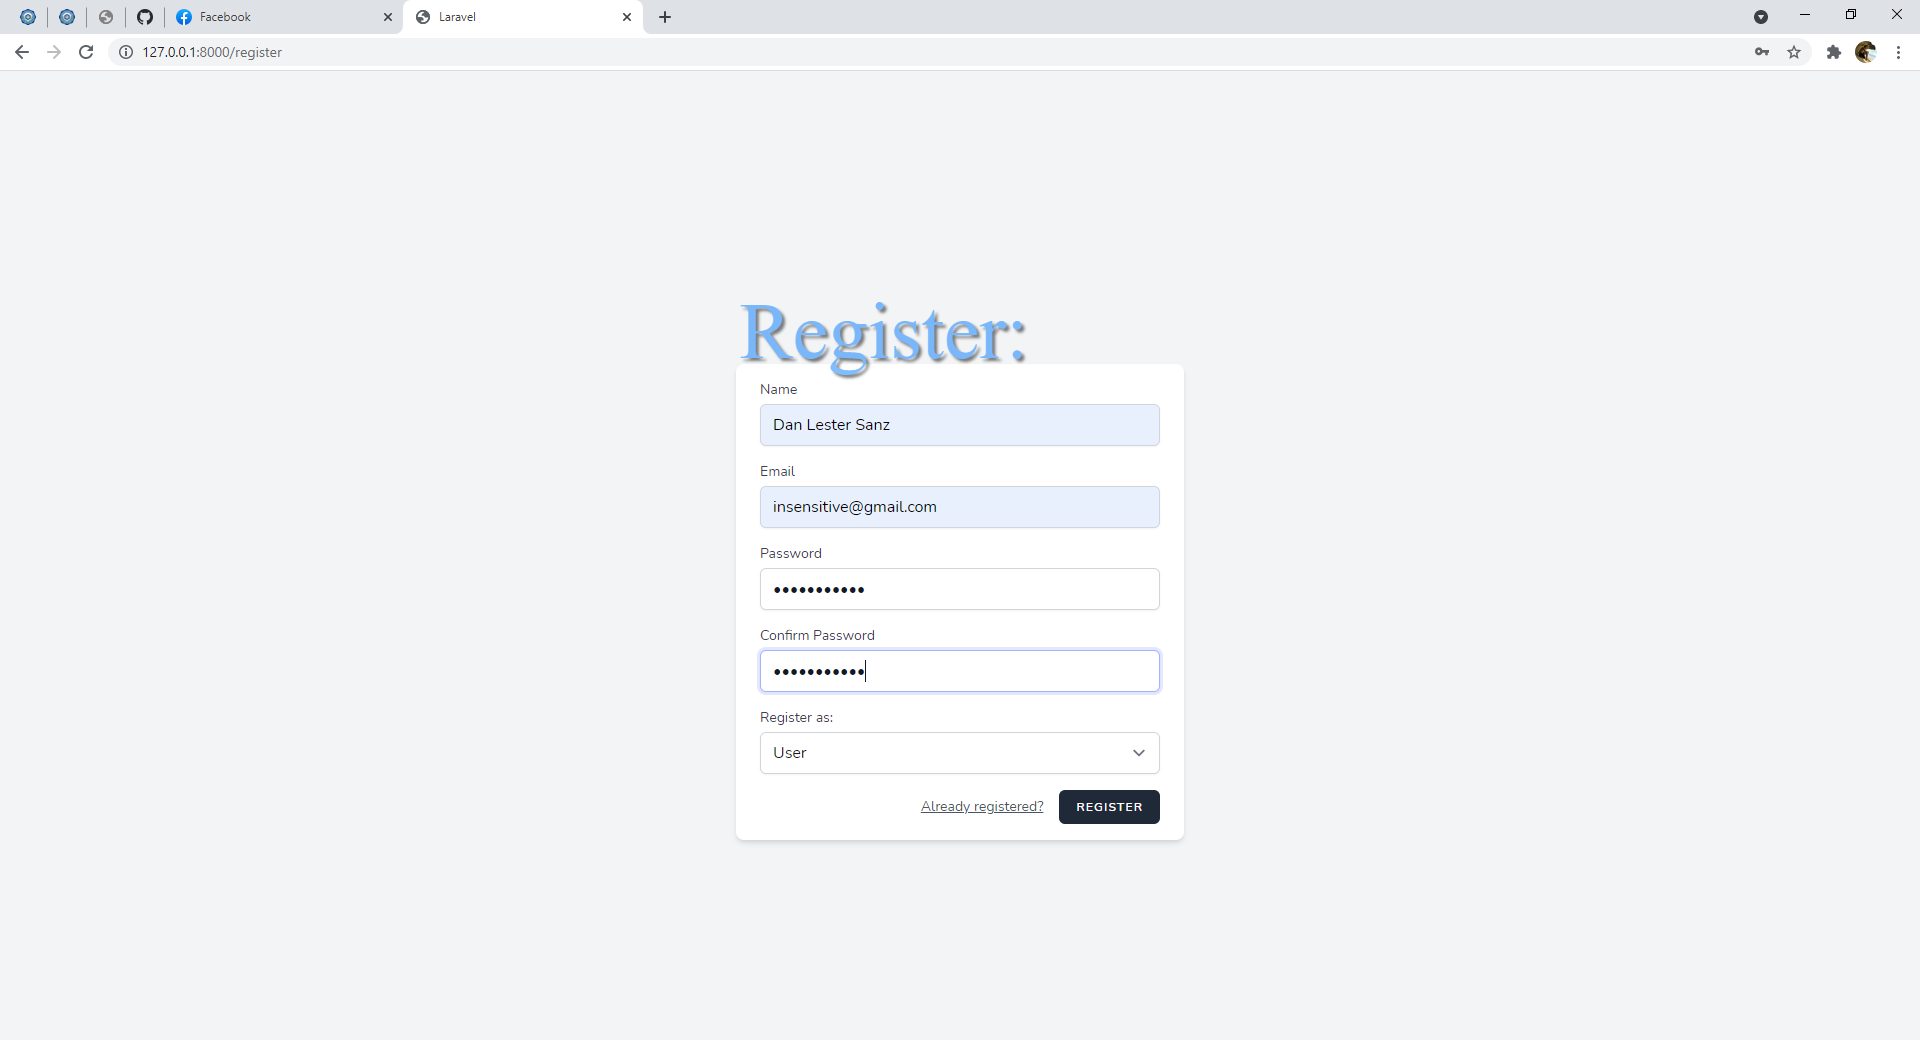 Facebook
Laravel
127.0.0.1:8000/register
Register:
Name
Dan Lester Sanz
Email
insensitive@gmail.com
Password
•••••••••••
Confirm Password
•••••••••••
Register as:
User
Already registered? REGISTER